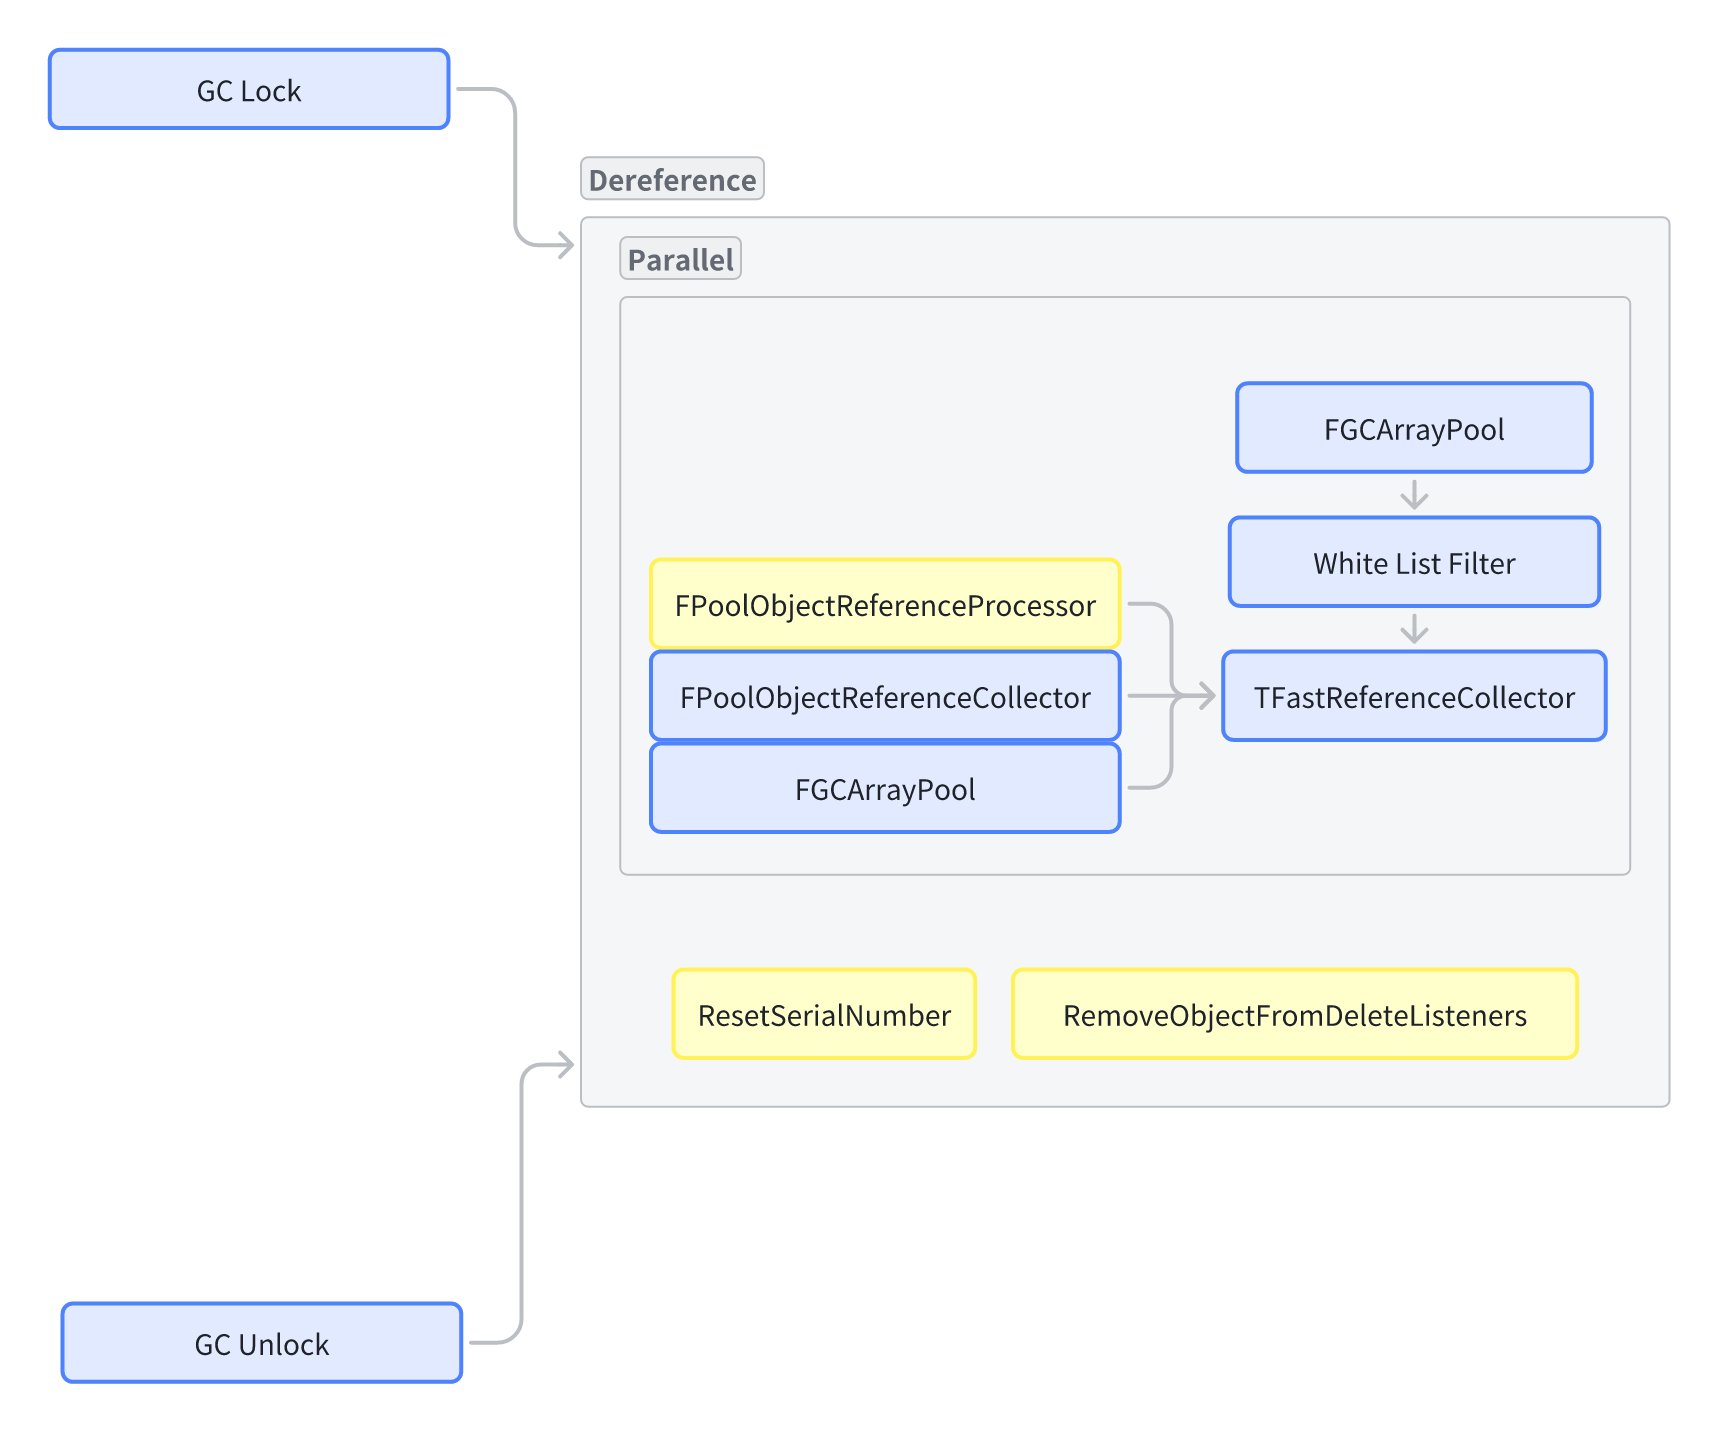 GC Lock
Dereference
Parallel
FGCArrayPool
White List Filter
FPoolObjectReferenceProcessor
FPoolObjectReferenceCollector
TFastReferenceCollector
FGCArrayPool
ResetSerialNumber
RemoveObjectFromDeleteListeners
GC Unlock